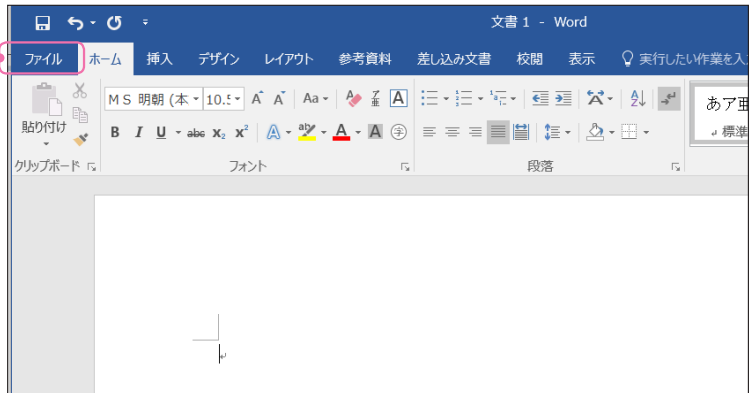 文書 1 - Word
ファイル ホーム 挿入 デザイン レイアウト 参考資料 差し込み文書 校閲 表示 実行したい作業を入
ＭＳ 明朝 (本 10.5 A A Aa A
あア亜
貼り付け B I U abc X₂ X² A ab A A 字
標準
クリップボード フォント 段落